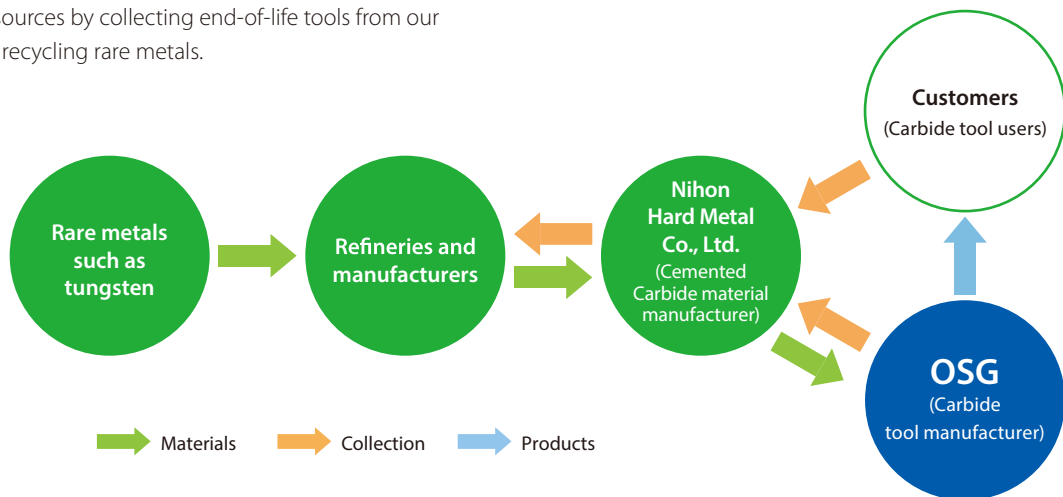 sources by collecting end-of-life tools from our
recycling rare metals.
Customers
(Carbide tool users)
Rare metals
such as
tungsten
Refineries and
manufacturers
Nihon
Hard Metal
Co., Ltd.
(Cemented
Carbide material
manufacturer)
OSG
(Carbide
tool manufacturer)
Materials
Collection
Products